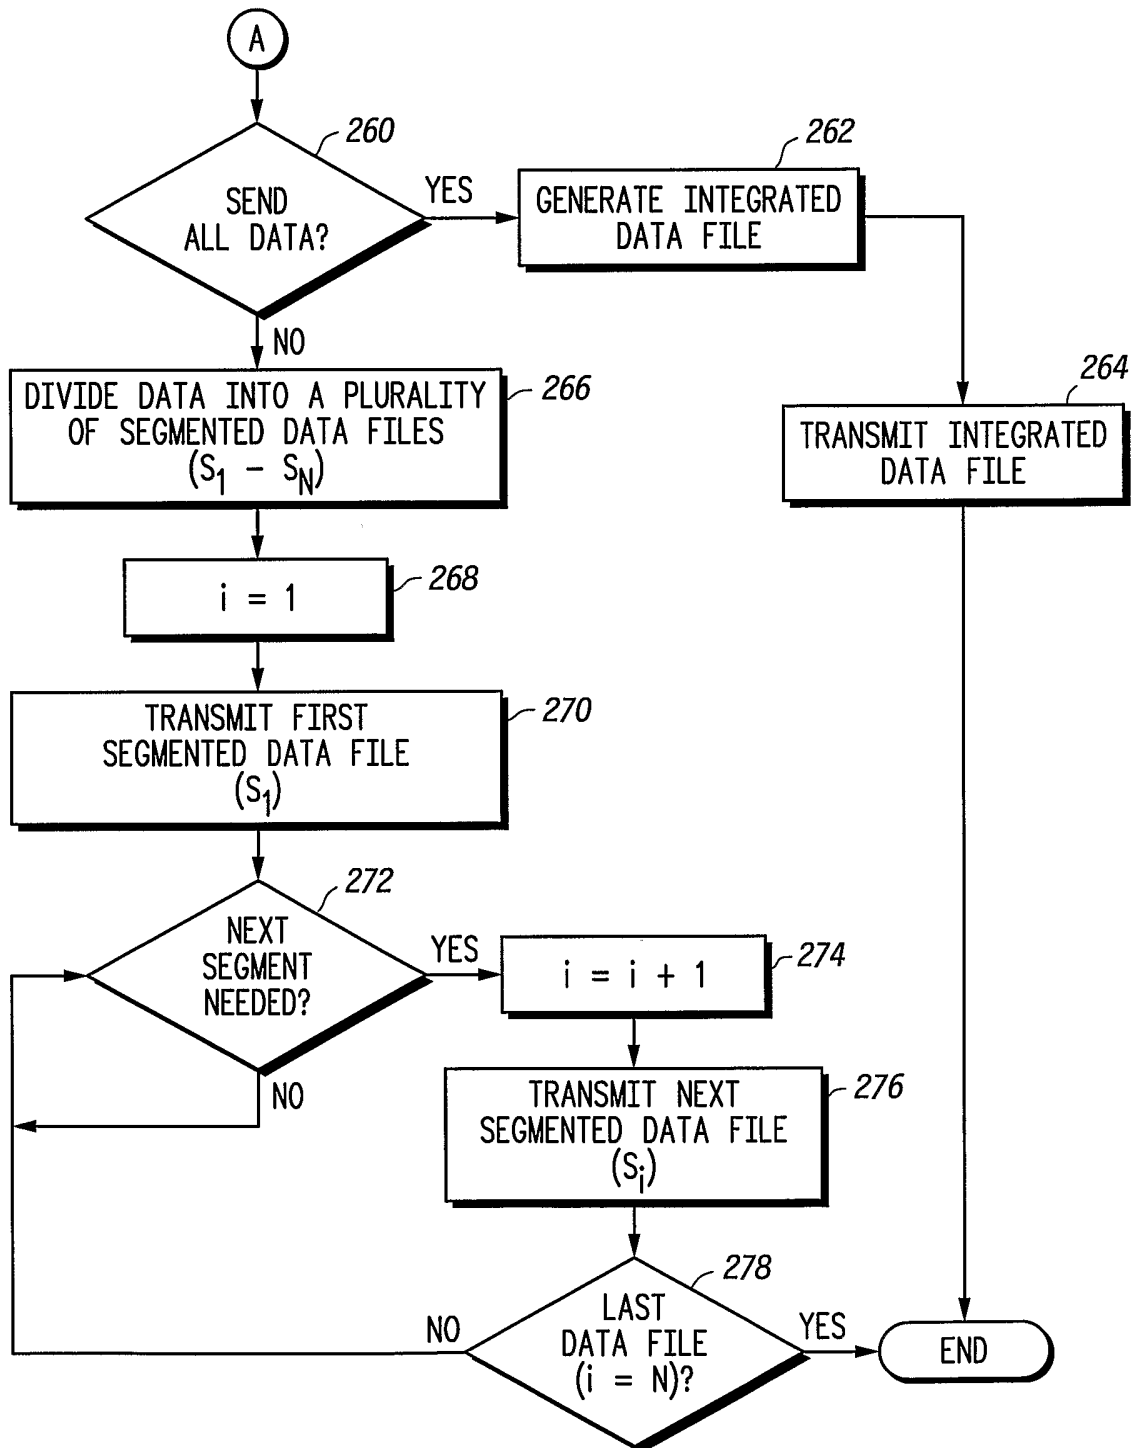 A
260
SEND
ALL DATA?
YES
262
GENERATE INTEGRATED
DATA FILE
NO
264
TRANSMIT INTEGRATED
DATA FILE
DIVIDE DATA INTO A PLURALITY
OF SEGMENTED DATA FILES
(S1 – SN)
266
i = 1
268
TRANSMIT FIRST
SEGMENTED DATA FILE
(S1)
270
272
NEXT
SEGMENT
NEEDED?
YES
i = i + 1
274
NO
TRANSMIT NEXT
SEGMENTED DATA FILE
(Si)
276
278
LAST
DATA FILE
(i = N)?
NO
YES
END